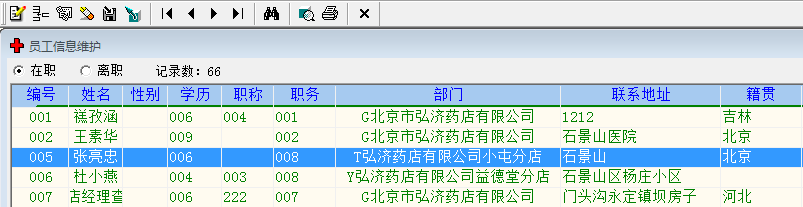 员工信息维护
在职 离职 记录数: 66
编号 姓名 性别 学历 职称 职务 部门 联系地址 籍贯
001 禚孜涵 006 004 001 G北京市弘济药店有限公司 1212 吉林
002 王素华 009 002 G北京市弘济药店有限公司 石景山医院 北京
005 张亮忠 006 008 T弘济药店有限公司小屯分店 石景山 北京
006 杜小燕 004 003 008 Y弘济药店有限公司益德堂分店 石景山区杨庄小区
007 店经理查 006 222 007 G北京市弘济药店有限公司 门头沟永定镇坝房子 河北